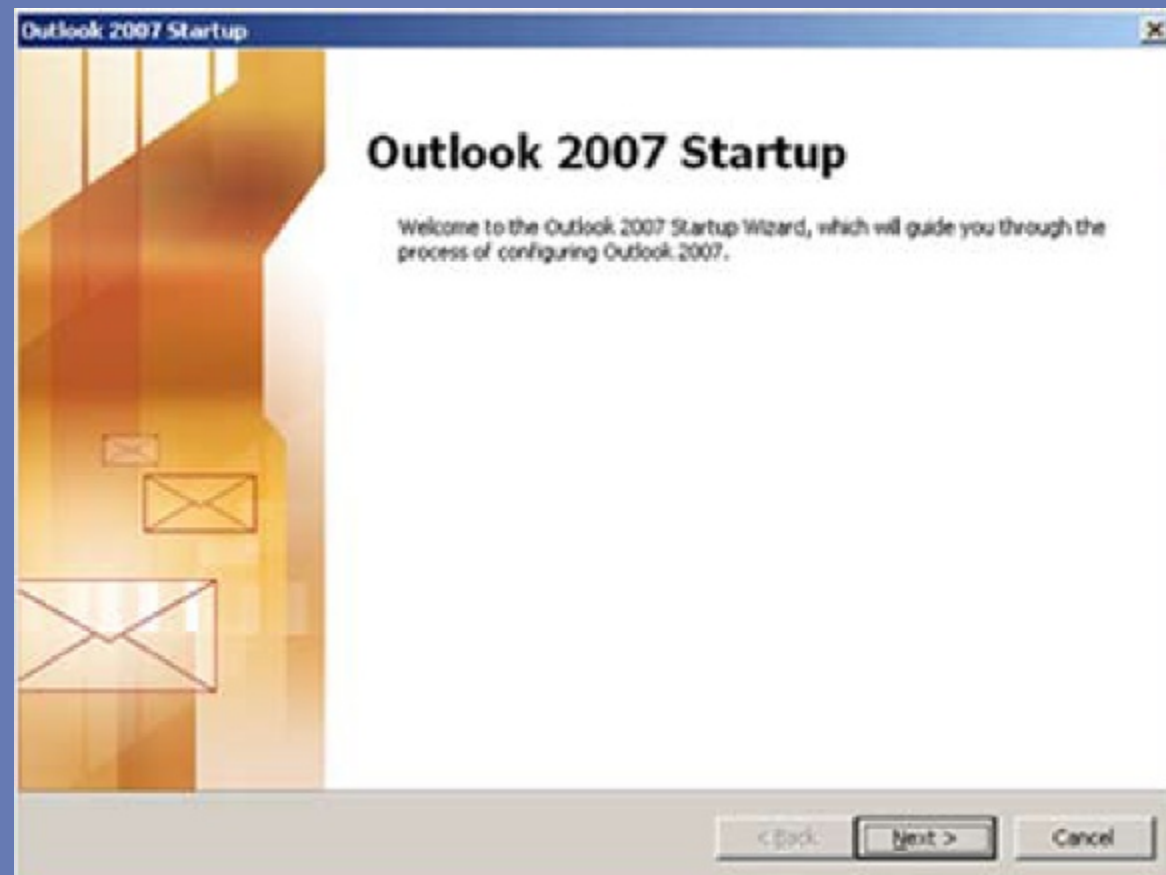 Outlook 2007 Startup
Outlook 2007 Startup
Welcome to the Outlook 2007 Startup Wizard, which will guide you through the
process of configuring Outlook 2007.
< Back
Next >
Cancel